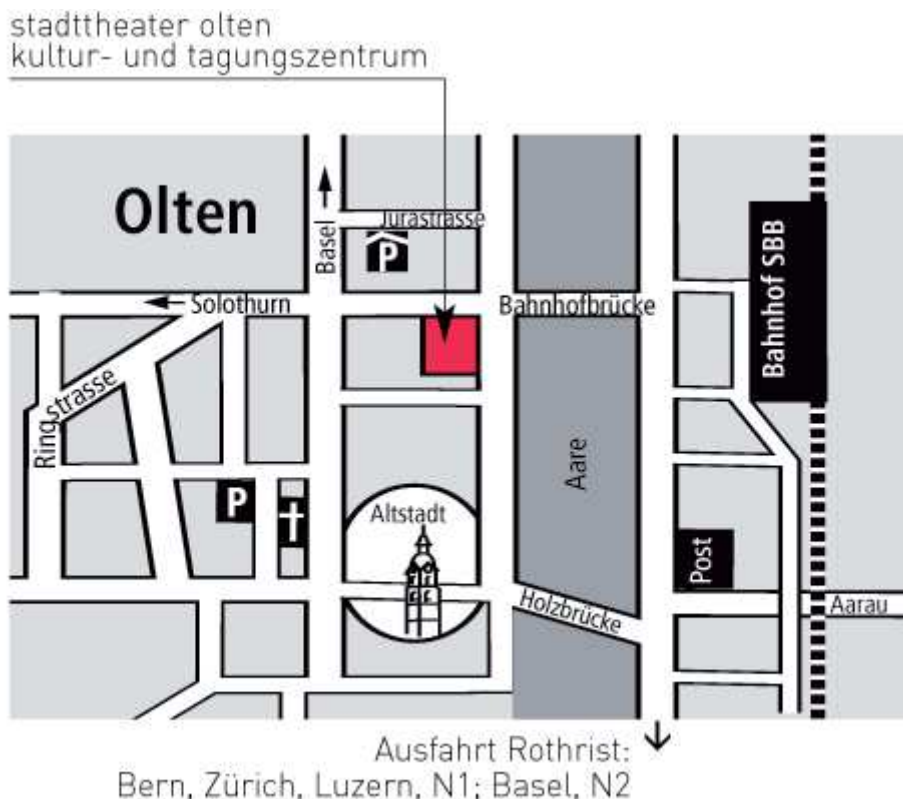 stadttheater olten
kultur- und tagungszentrum
Olten
Basel
Jurastrasse
P
Solothurn
Bahnhofbrücke
Bahnhof SBB
Ringstrasse
Aare
P
Altstadt
Post
Holzbrücke
Aarau
Ausfahrt Rothrist:
Bern, Zürich, Luzern, N1; Basel, N2